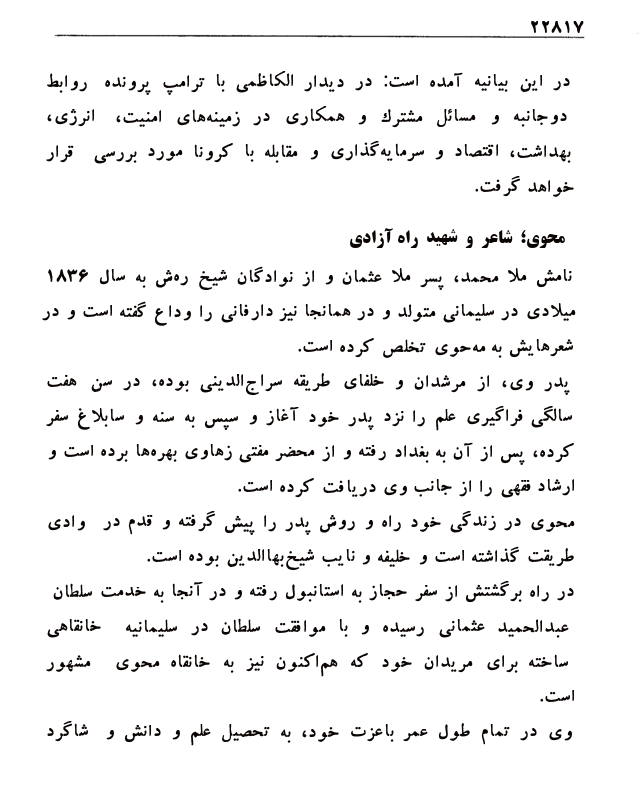 ۲۲۸۱۷
در این بیانیه آمده است: در دیدار الکاظمی با ترامپ پرونده روابط
دوجانبه و مسائل مشترك و همکاری در زمینه‌های امنیت، انرژی،
بهداشت، اقتصاد و سرمایه‌گذاری و مقابله با کرونا مورد بررسی قرار
خواهد گرفت.
محوی؛ شاعر و شهید راه آزادی
نامش ملا محمد، پسر ملا عثمان و از نوادگان شیخ ره‌ش به سال ۱۸۳۶
میلادی در سلیمانی متولد و در همانجا نیز دارفانی را وداع گفته است و در
شعرهایش به مه‌حوی تخلص کرده است.
پدر وی، از مرشدان و خلفای طریقه سراج‌الدینی بوده، در سن هفت
سالگی فراگیری علم را نزد پدر خود آغاز و سپس به سنه و سابلاغ سفر
کرده، پس از آن به بغداد رفته و از محضر مفتی زهاوی بهره‌ها برده است و
ارشاد فقهی را از جانب وی دریافت کرده است.
محوی در زندگی خود راه و روش پدر را پیش گرفته و قدم در وادی
طریقت گذاشته است و خلیفه و نایب شیخ‌بهاالدین بوده است.
در راه برگشتش از سفر حجاز به استانبول رفته و در آنجا به خدمت سلطان
عبدالحمید عثمانی رسیده و با موافقت سلطان در سلیمانیه خانقاهی
ساخته برای مریدان خود که هم‌اکنون نیز به خانقاه محوی مشهور
است.
وی در تمام طول عمر باعزت خود، به تحصیل علم و دانش و شاگرد